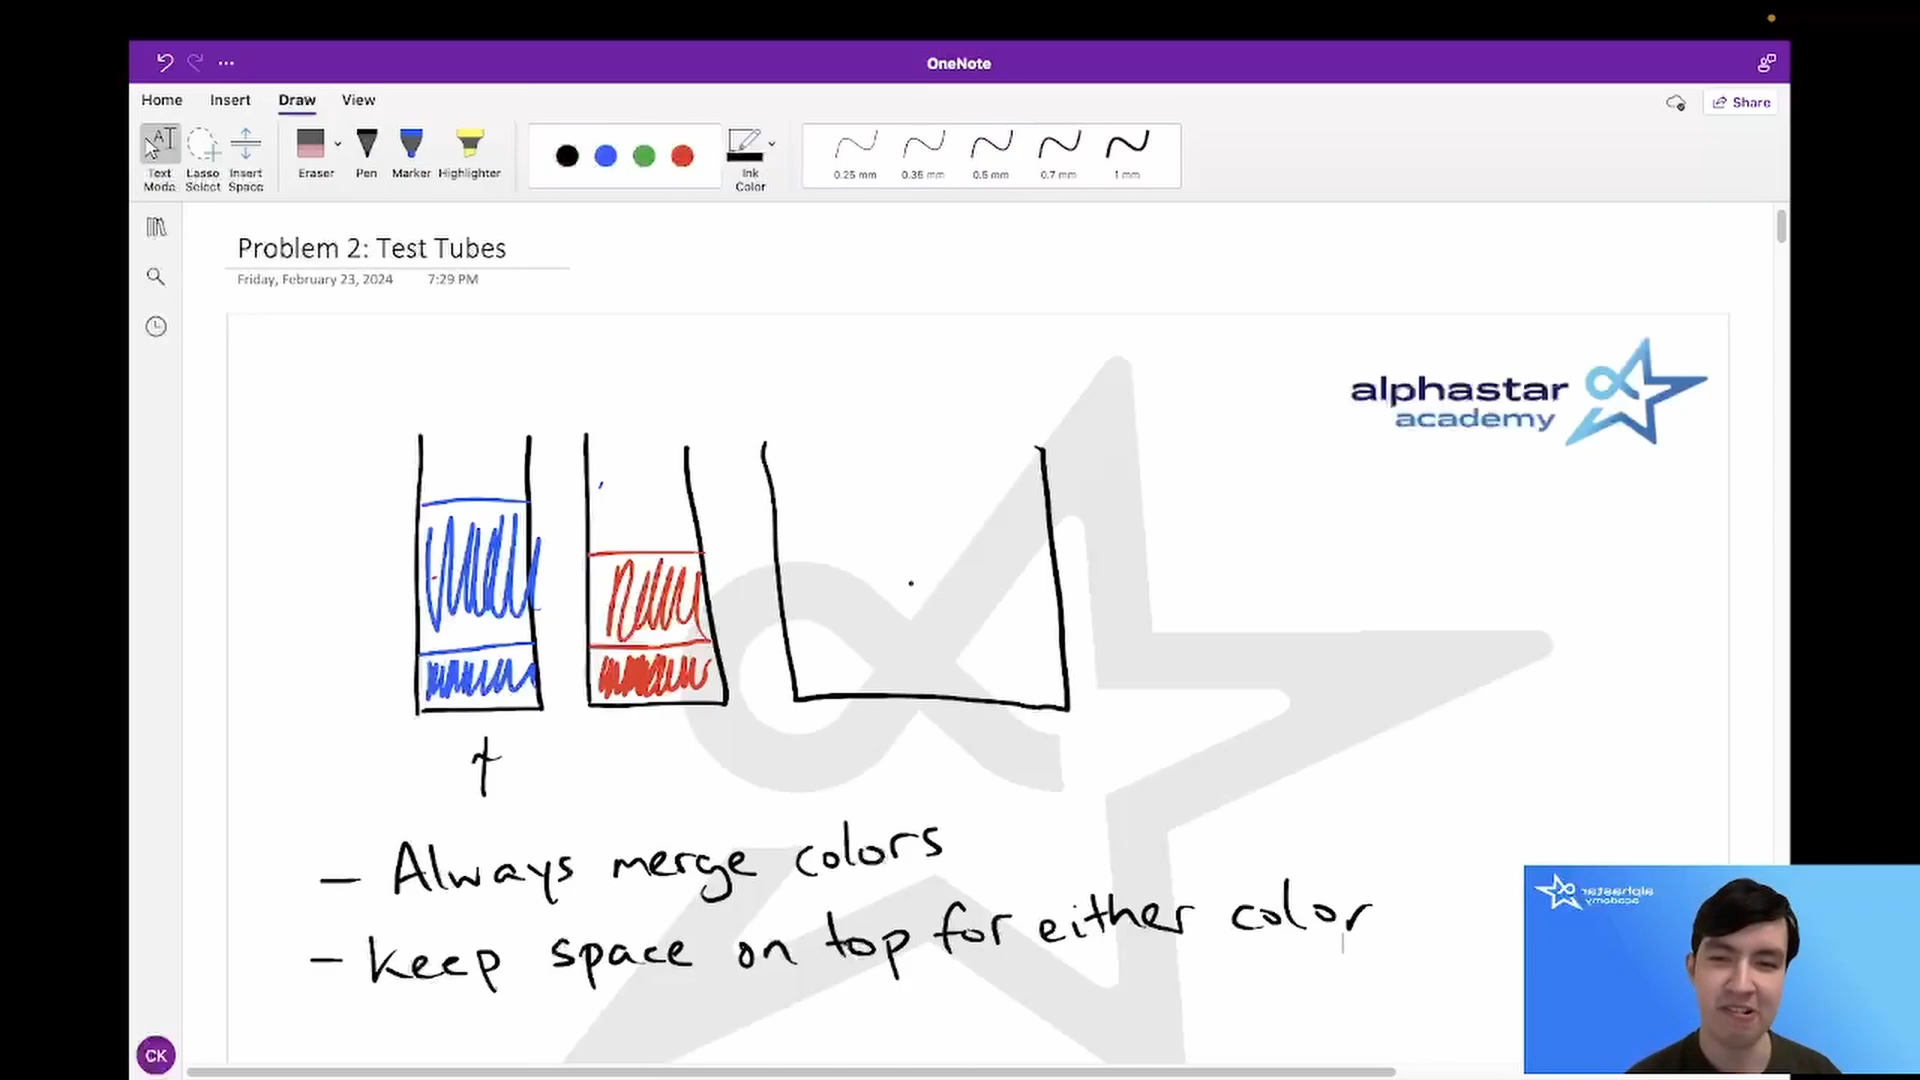 OneNote
Home Insert Draw View
Share
Text Mode Lasso Select Insert Space Eraser Pen Marker Highlighter Ink Color 0.25 mm 0.35 mm 0.5 mm 0.7 mm 1 mm
Problem 2: Test Tubes
Friday, February 23, 2024 7:29 PM
alphastar
academy
- Always merge colors
- Keep space on top for either color
alphastar
academy
CK